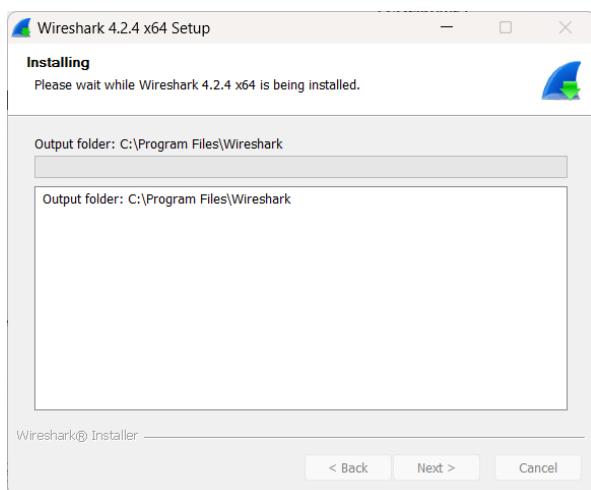 Wireshark 4.2.4 x64 Setup
Installing
Please wait while Wireshark 4.2.4 x64 is being installed.
Output folder: C:\Program Files\Wireshark
Output folder: C:\Program Files\Wireshark
Wireshark® Installer
< Back Next > Cancel